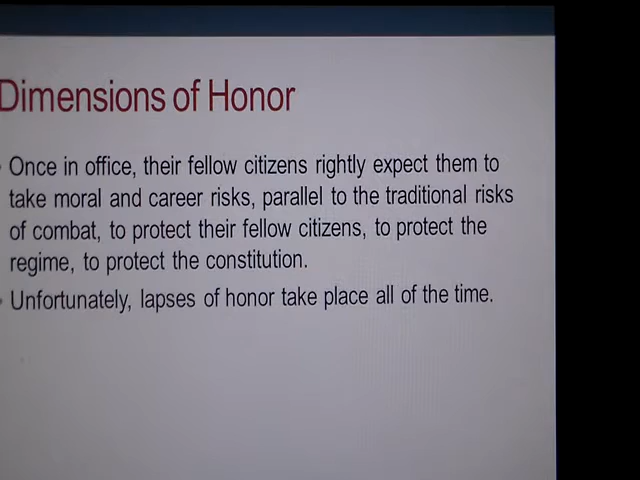 Dimensions of Honor
Once in office, their fellow citizens rightly expect them to
take moral and career risks, parallel to the traditional risks
of combat, to protect their fellow citizens, to protect the
regime, to protect the constitution.
Unfortunately, lapses of honor take place all of the time.